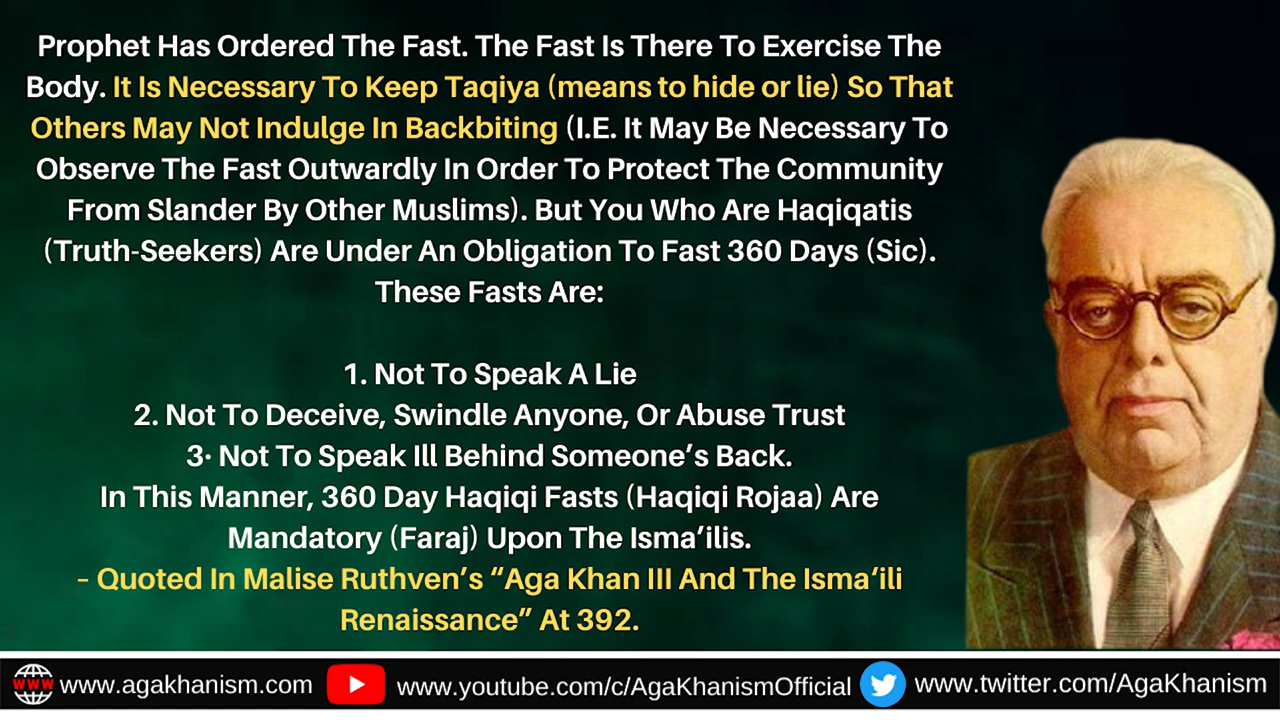 Prophet Has Ordered The Fast. The Fast Is There To Exercise The
Body. It Is Necessary To Keep Taqiya (means to hide or lie) So That
Others May Not Indulge In Backbiting (I.E. It May Be Necessary To
Observe The Fast Outwardly In Order To Protect The Community
From Slander By Other Muslims). But You Who Are Haqiqatis
(Truth-Seekers) Are Under An Obligation To Fast 360 Days (Sic).
These Fasts Are:
1. Not To Speak A Lie
2. Not To Deceive, Swindle Anyone, Or Abuse Trust
3· Not To Speak Ill Behind Someone’s Back.
In This Manner, 360 Day Haqiqi Fasts (Haqiqi Rojaa) Are
Mandatory (Faraj) Upon The Isma’ilis.
– Quoted In Malise Ruthven’s “Aga Khan III And The Isma‘ili
Renaissance” At 392.
WWW www.agakhanism.com www.youtube.com/c/AgaKhanismOfficial www.twitter.com/AgaKhanism